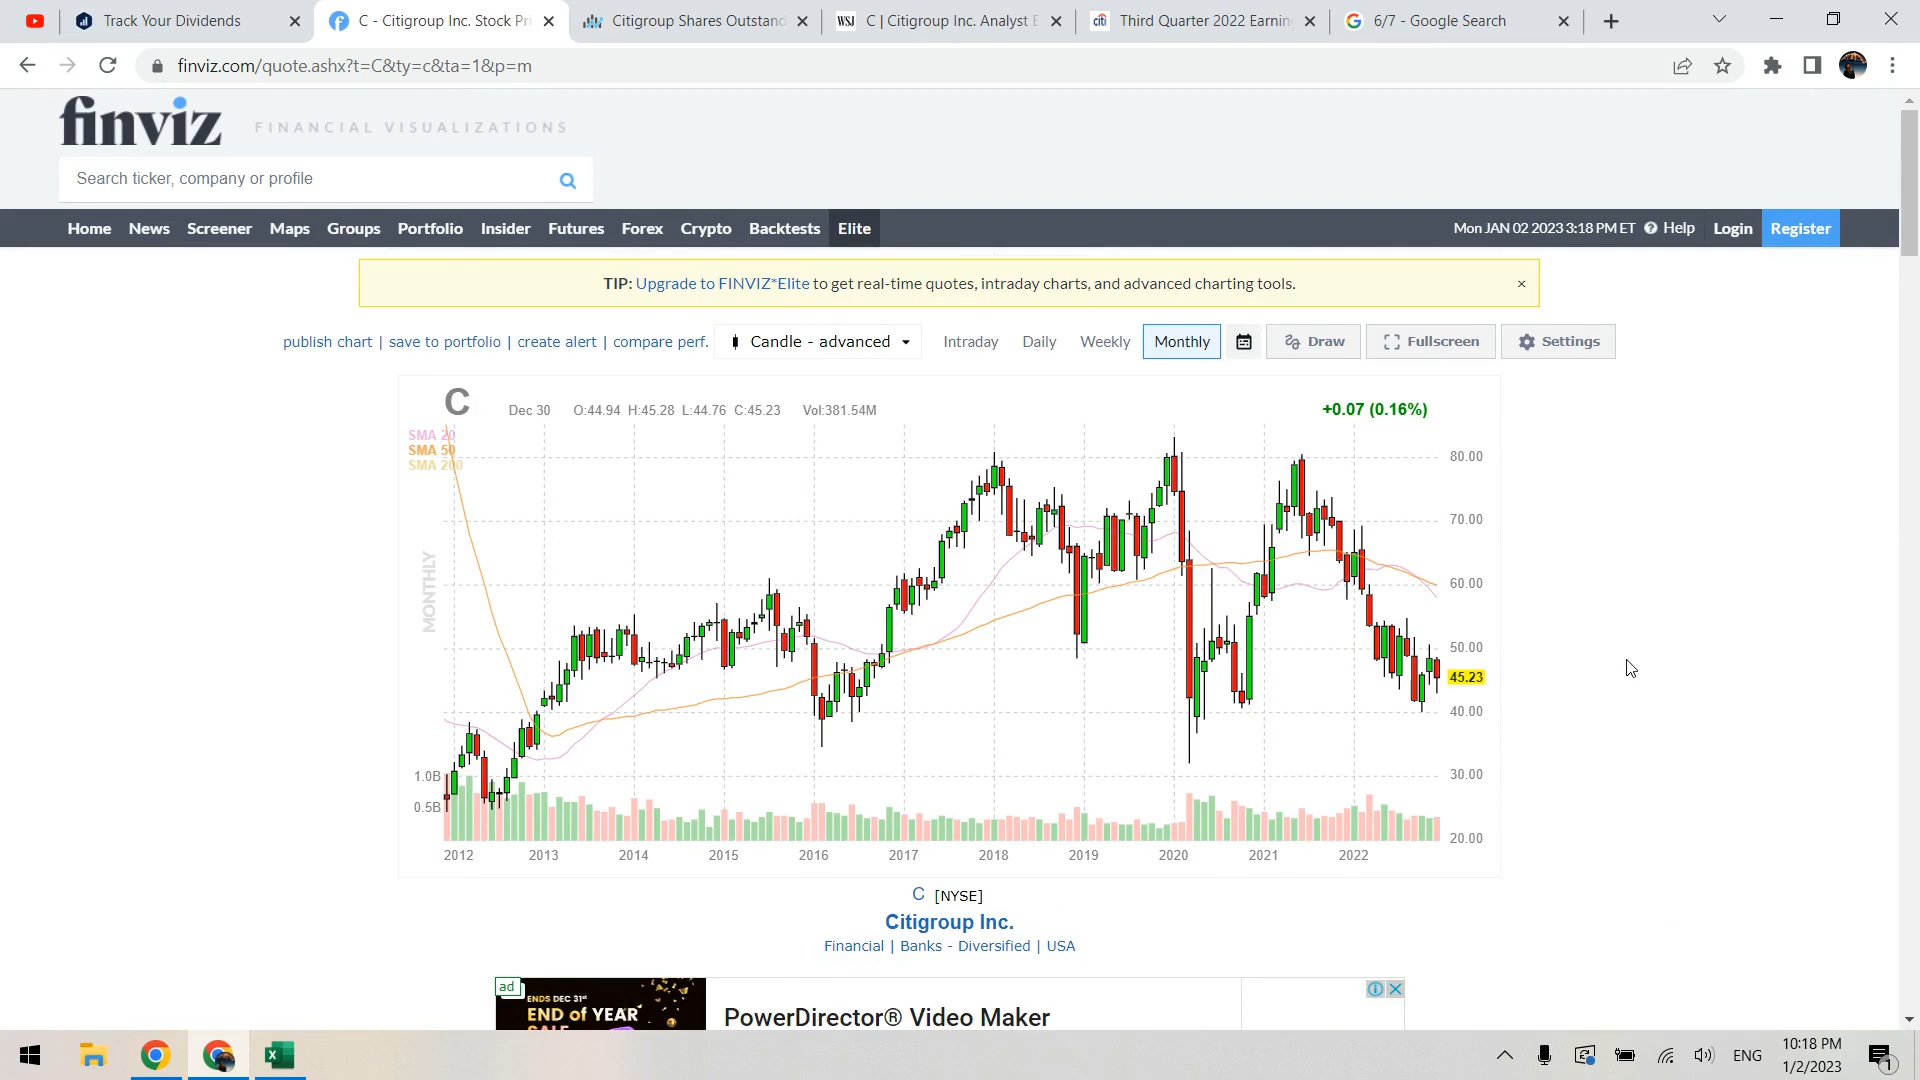 Track Your Dividends
C - Citigroup Inc. Stock Pri
Citigroup Shares Outstand
WSJ
C | Citigroup Inc. Analyst E
citi
Third Quarter 2022 Earnin
6/7 - Google Search
finviz.com/quote.ashx?t=C&ty=c&ta=1&p=m
finviz
FINANCIAL VISUALIZATIONS
Search ticker, company or profile
Home News Screener Maps Groups Portfolio Insider Futures Forex Crypto Backtests Elite
Mon JAN 02 2023 3:18 PM ET Help Login Register
TIP: Upgrade to FINVIZ*Elite to get real-time quotes, intraday charts, and advanced charting tools.
publish chart | save to portfolio | create alert | compare perf. Candle - advanced Intraday Daily Weekly Monthly Draw Fullscreen Settings
C Dec 30 O:44.94 H:45.28 L:44.76 C:45.23 Vol:381.54M +0.07 (0.16%)
SMA 20
SMA 50
SMA 200
MONTHLY
80.00
70.00
60.00
50.00
45.23
40.00
30.00
20.00
1.0B
0.5B
2012 2013 2014 2015 2016 2017 2018 2019 2020 2021 2022
C [NYSE]
Citigroup Inc.
Financial | Banks - Diversified | USA
ad
ENDS DEC 31st
END of YEAR
SALE
PowerDirector® Video Maker
ENG
10:18 PM
1/2/2023
1